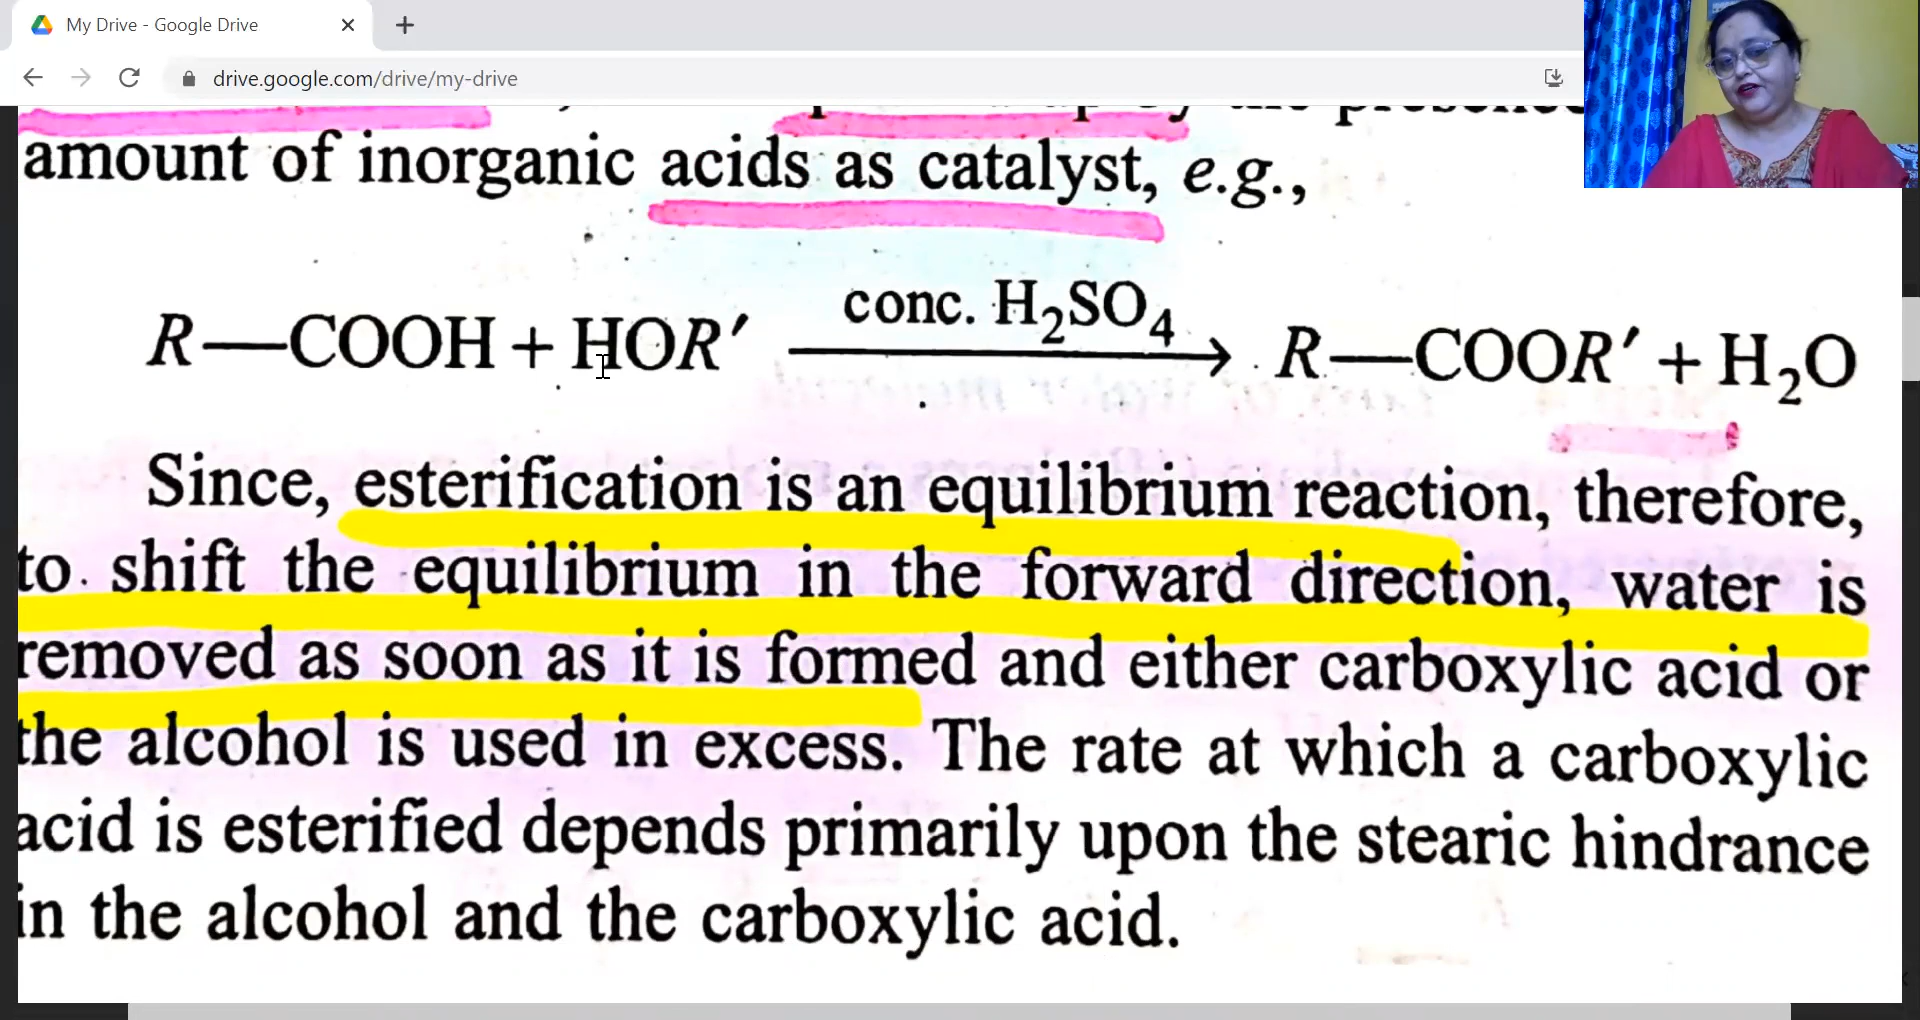 My Drive - Google Drive
drive.google.com/drive/my-drive
amount of inorganic acids as catalyst, e.g.,
R—COOH + HOR′ conc. H₂SO₄ → R—COOR′ + H₂O
Since, esterification is an equilibrium reaction, therefore,
to shift the equilibrium in the forward direction, water is
removed as soon as it is formed and either carboxylic acid or
the alcohol is used in excess. The rate at which a carboxylic
acid is esterified depends primarily upon the stearic hindrance
in the alcohol and the carboxylic acid.